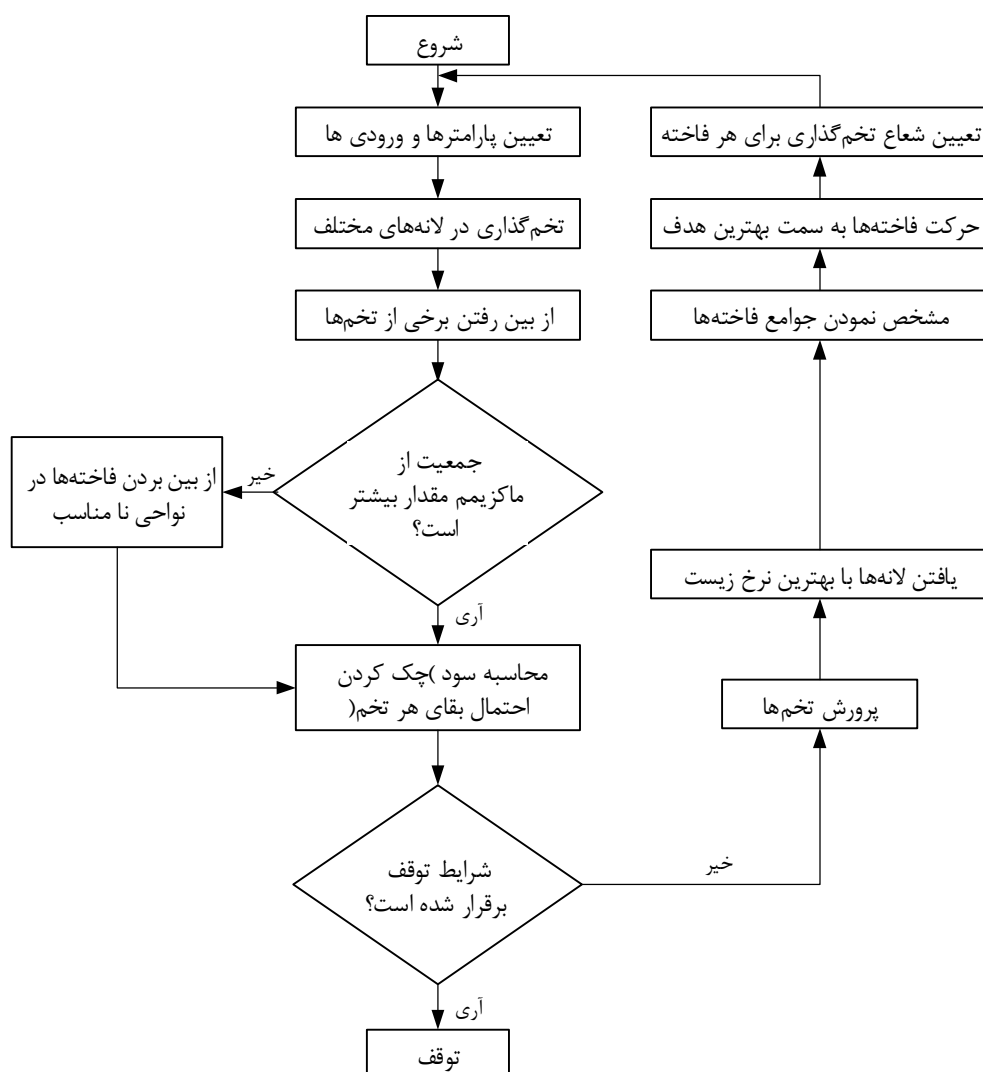 شروع
تعیین پارامترها و ورودی ها
تخم‌گذاری در لانه‌های مختلف
از بین رفتن برخی از تخم‌ها
جمعیت از
ماکزیمم مقدار بیشتر
است؟
خیر
از بین بردن فاخته‌ها در
نواحی نا مناسب
آری
محاسبه سود )چک کردن
احتمال بقای هر تخم(
شرایط توقف
برقرار شده است؟
خیر
آری
توقف
پرورش تخم‌ها
یافتن لانه‌ها با بهترین نرخ زیست
مشخص نمودن جوامع فاخته‌ها
حرکت فاخته‌ها به سمت بهترین هدف
تعیین شعاع تخم‌گذاری برای هر فاخته